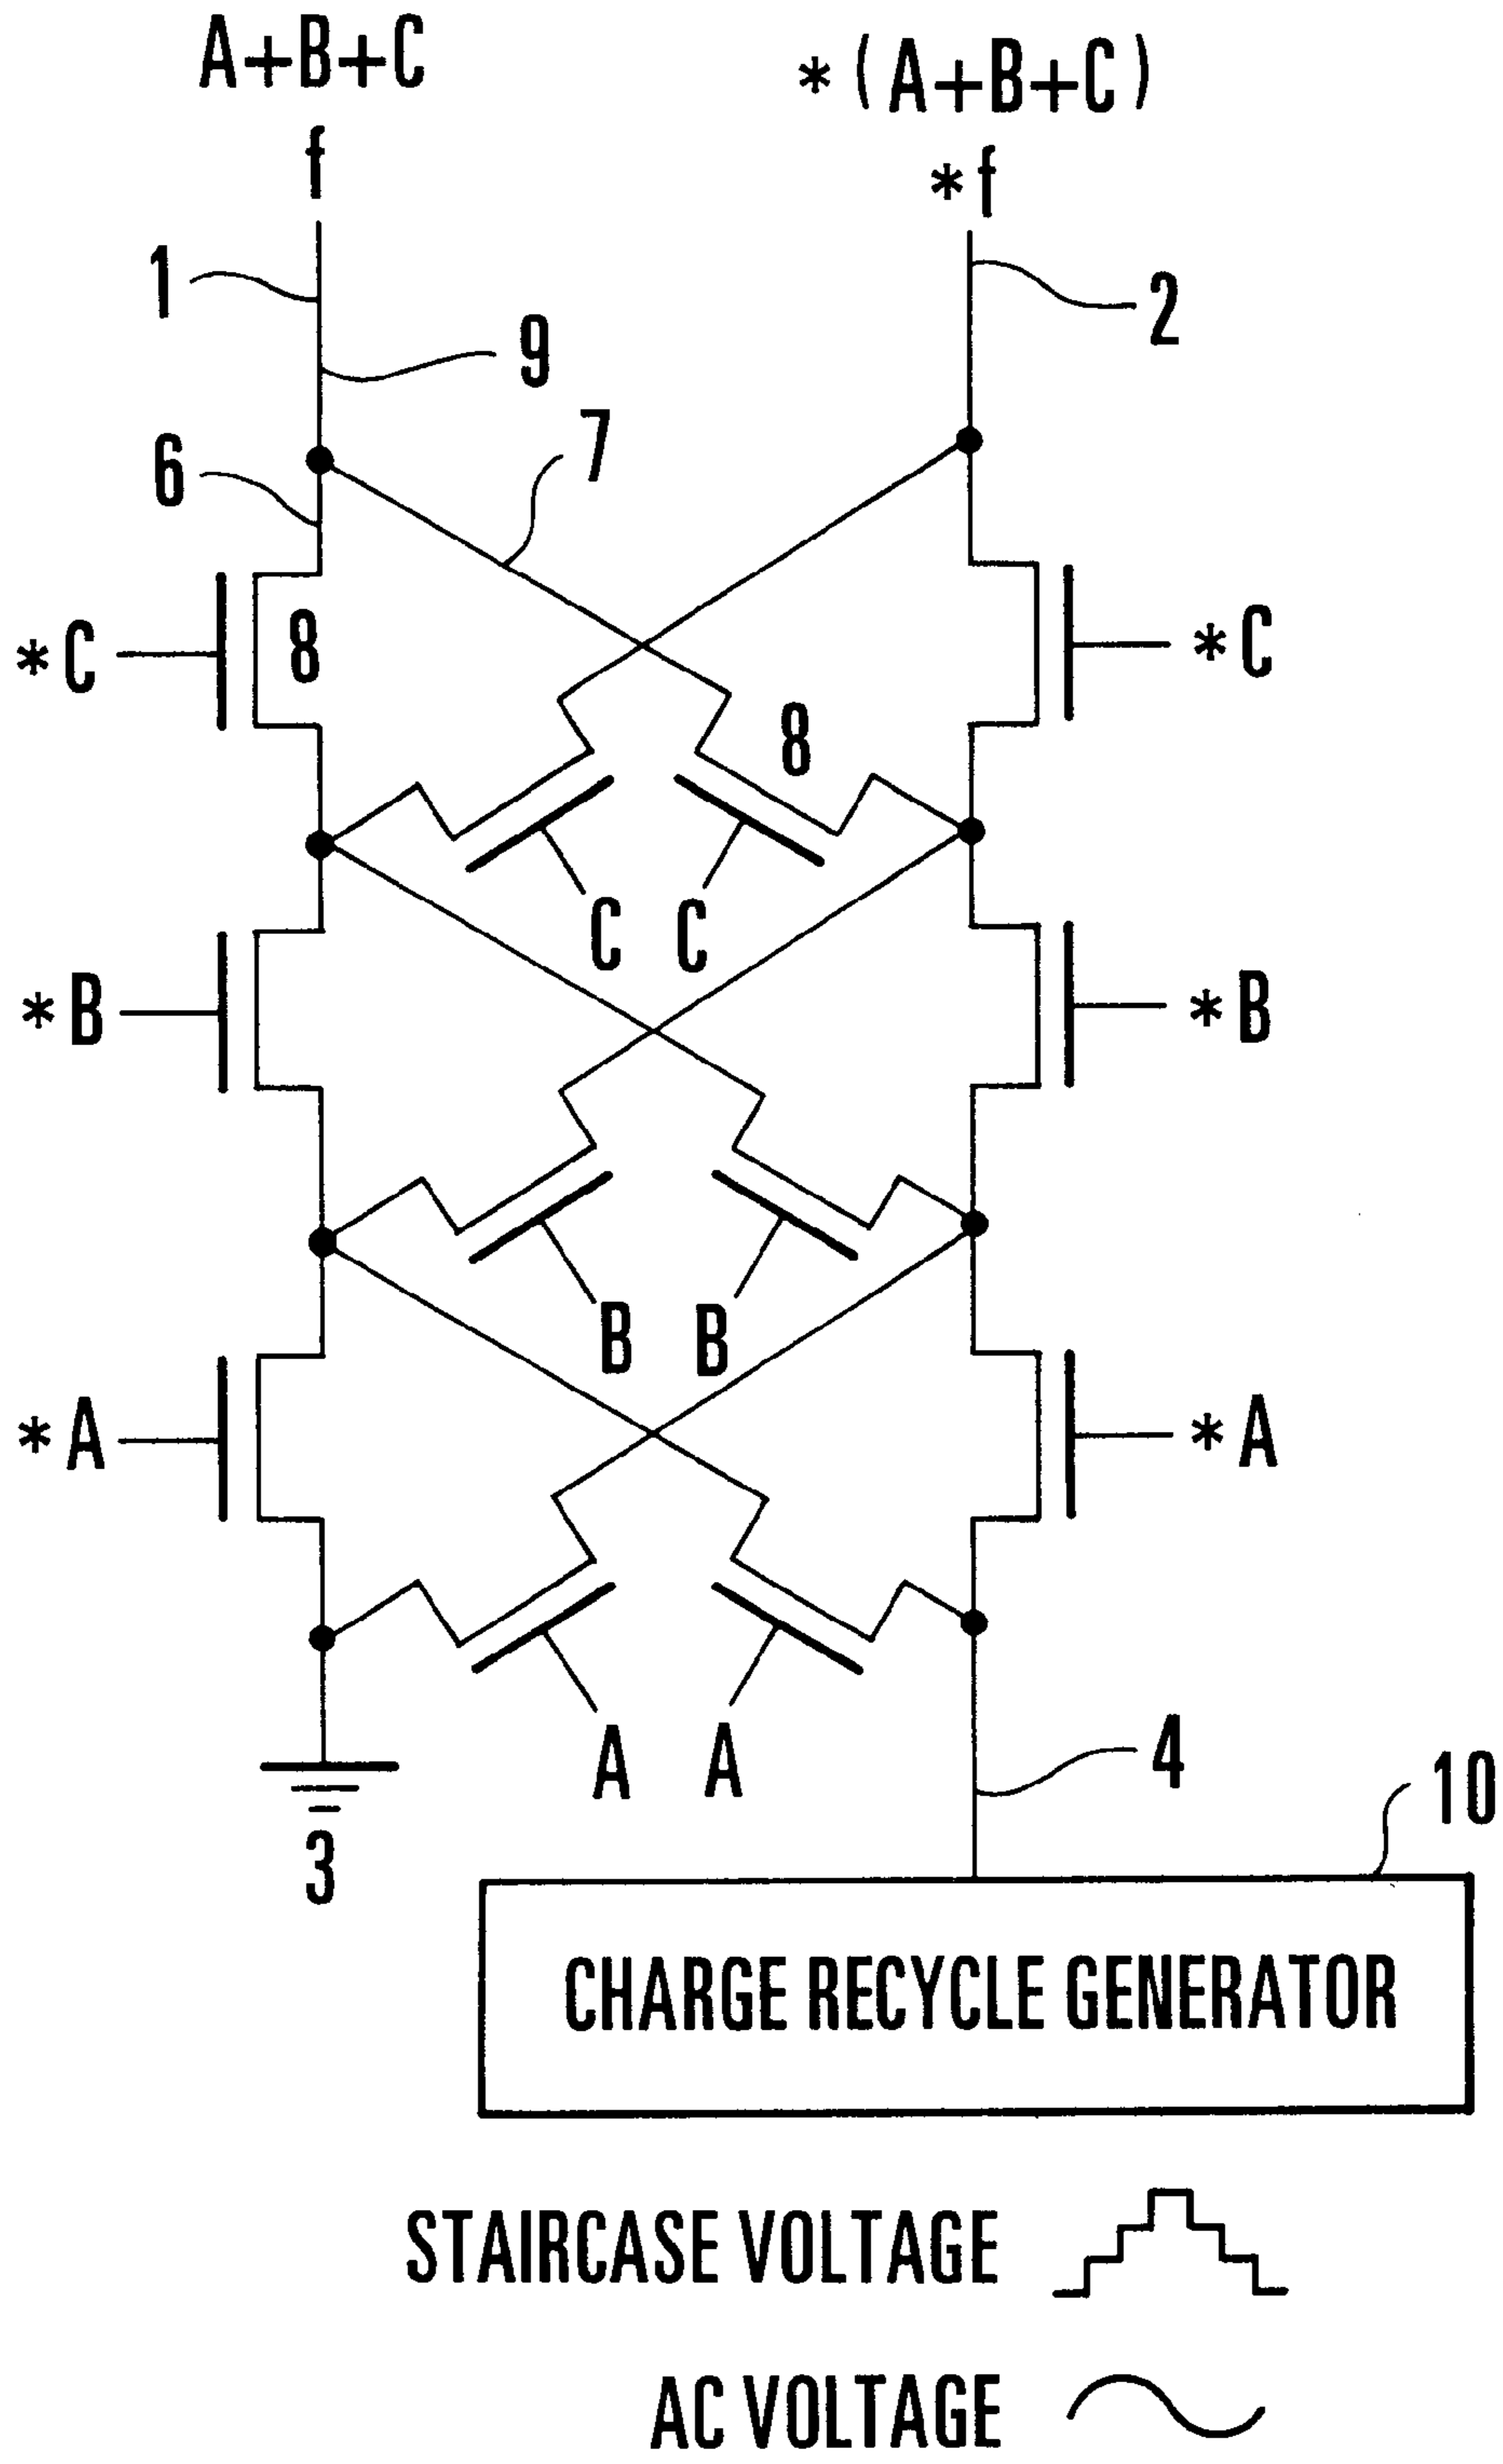 A+B+C
*(A+B+C)
f
*f
1
2
9
7
6
*C
8
*C
8
C
C
*B
*B
B
B
*A
*A
A
A
4
10
3
CHARGE RECYCLE GENERATOR
STAIRCASE VOLTAGE
AC VOLTAGE